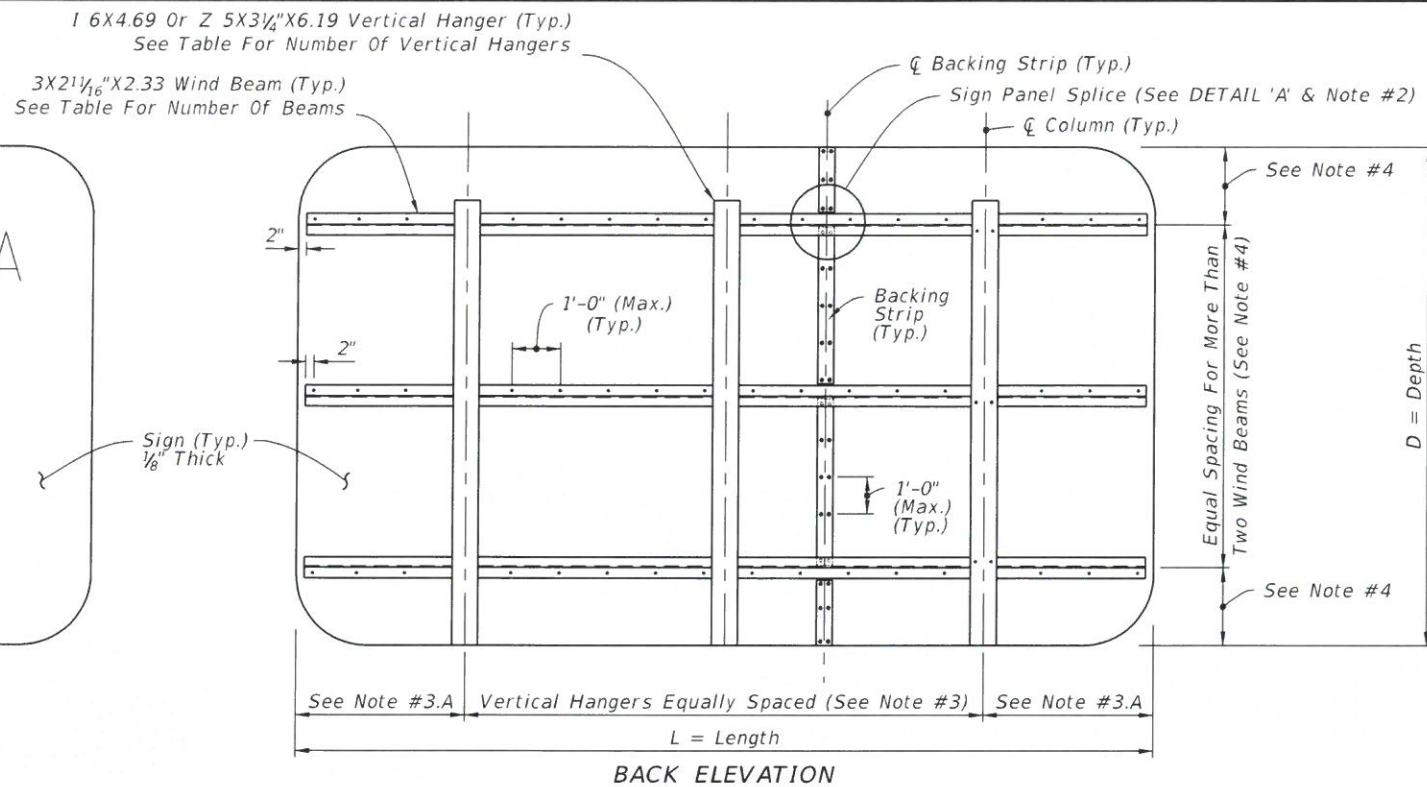 I 6X4.69 Or Z 5X3¼"X6.19 Vertical Hanger (Typ.)
See Table For Number Of Vertical Hangers
3X2¹¹⁄₁₆"X2.33 Wind Beam (Typ.)
See Table For Number Of Beams
℄ Backing Strip (Typ.)
Sign Panel Splice (See DETAIL 'A' & Note #2)
℄ Column (Typ.)
See Note #4
A
2"
1'-0" (Max.)
(Typ.)
Backing
Strip
(Typ.)
2"
Equal Spacing For More Than
Two Wind Beams (See Note #4)
D = Depth
Sign (Typ.)
⅛" Thick
1'-0"
(Max.)
(Typ.)
See Note #4
See Note #3.A
Vertical Hangers Equally Spaced (See Note #3)
See Note #3.A
L = Length
BACK ELEVATION